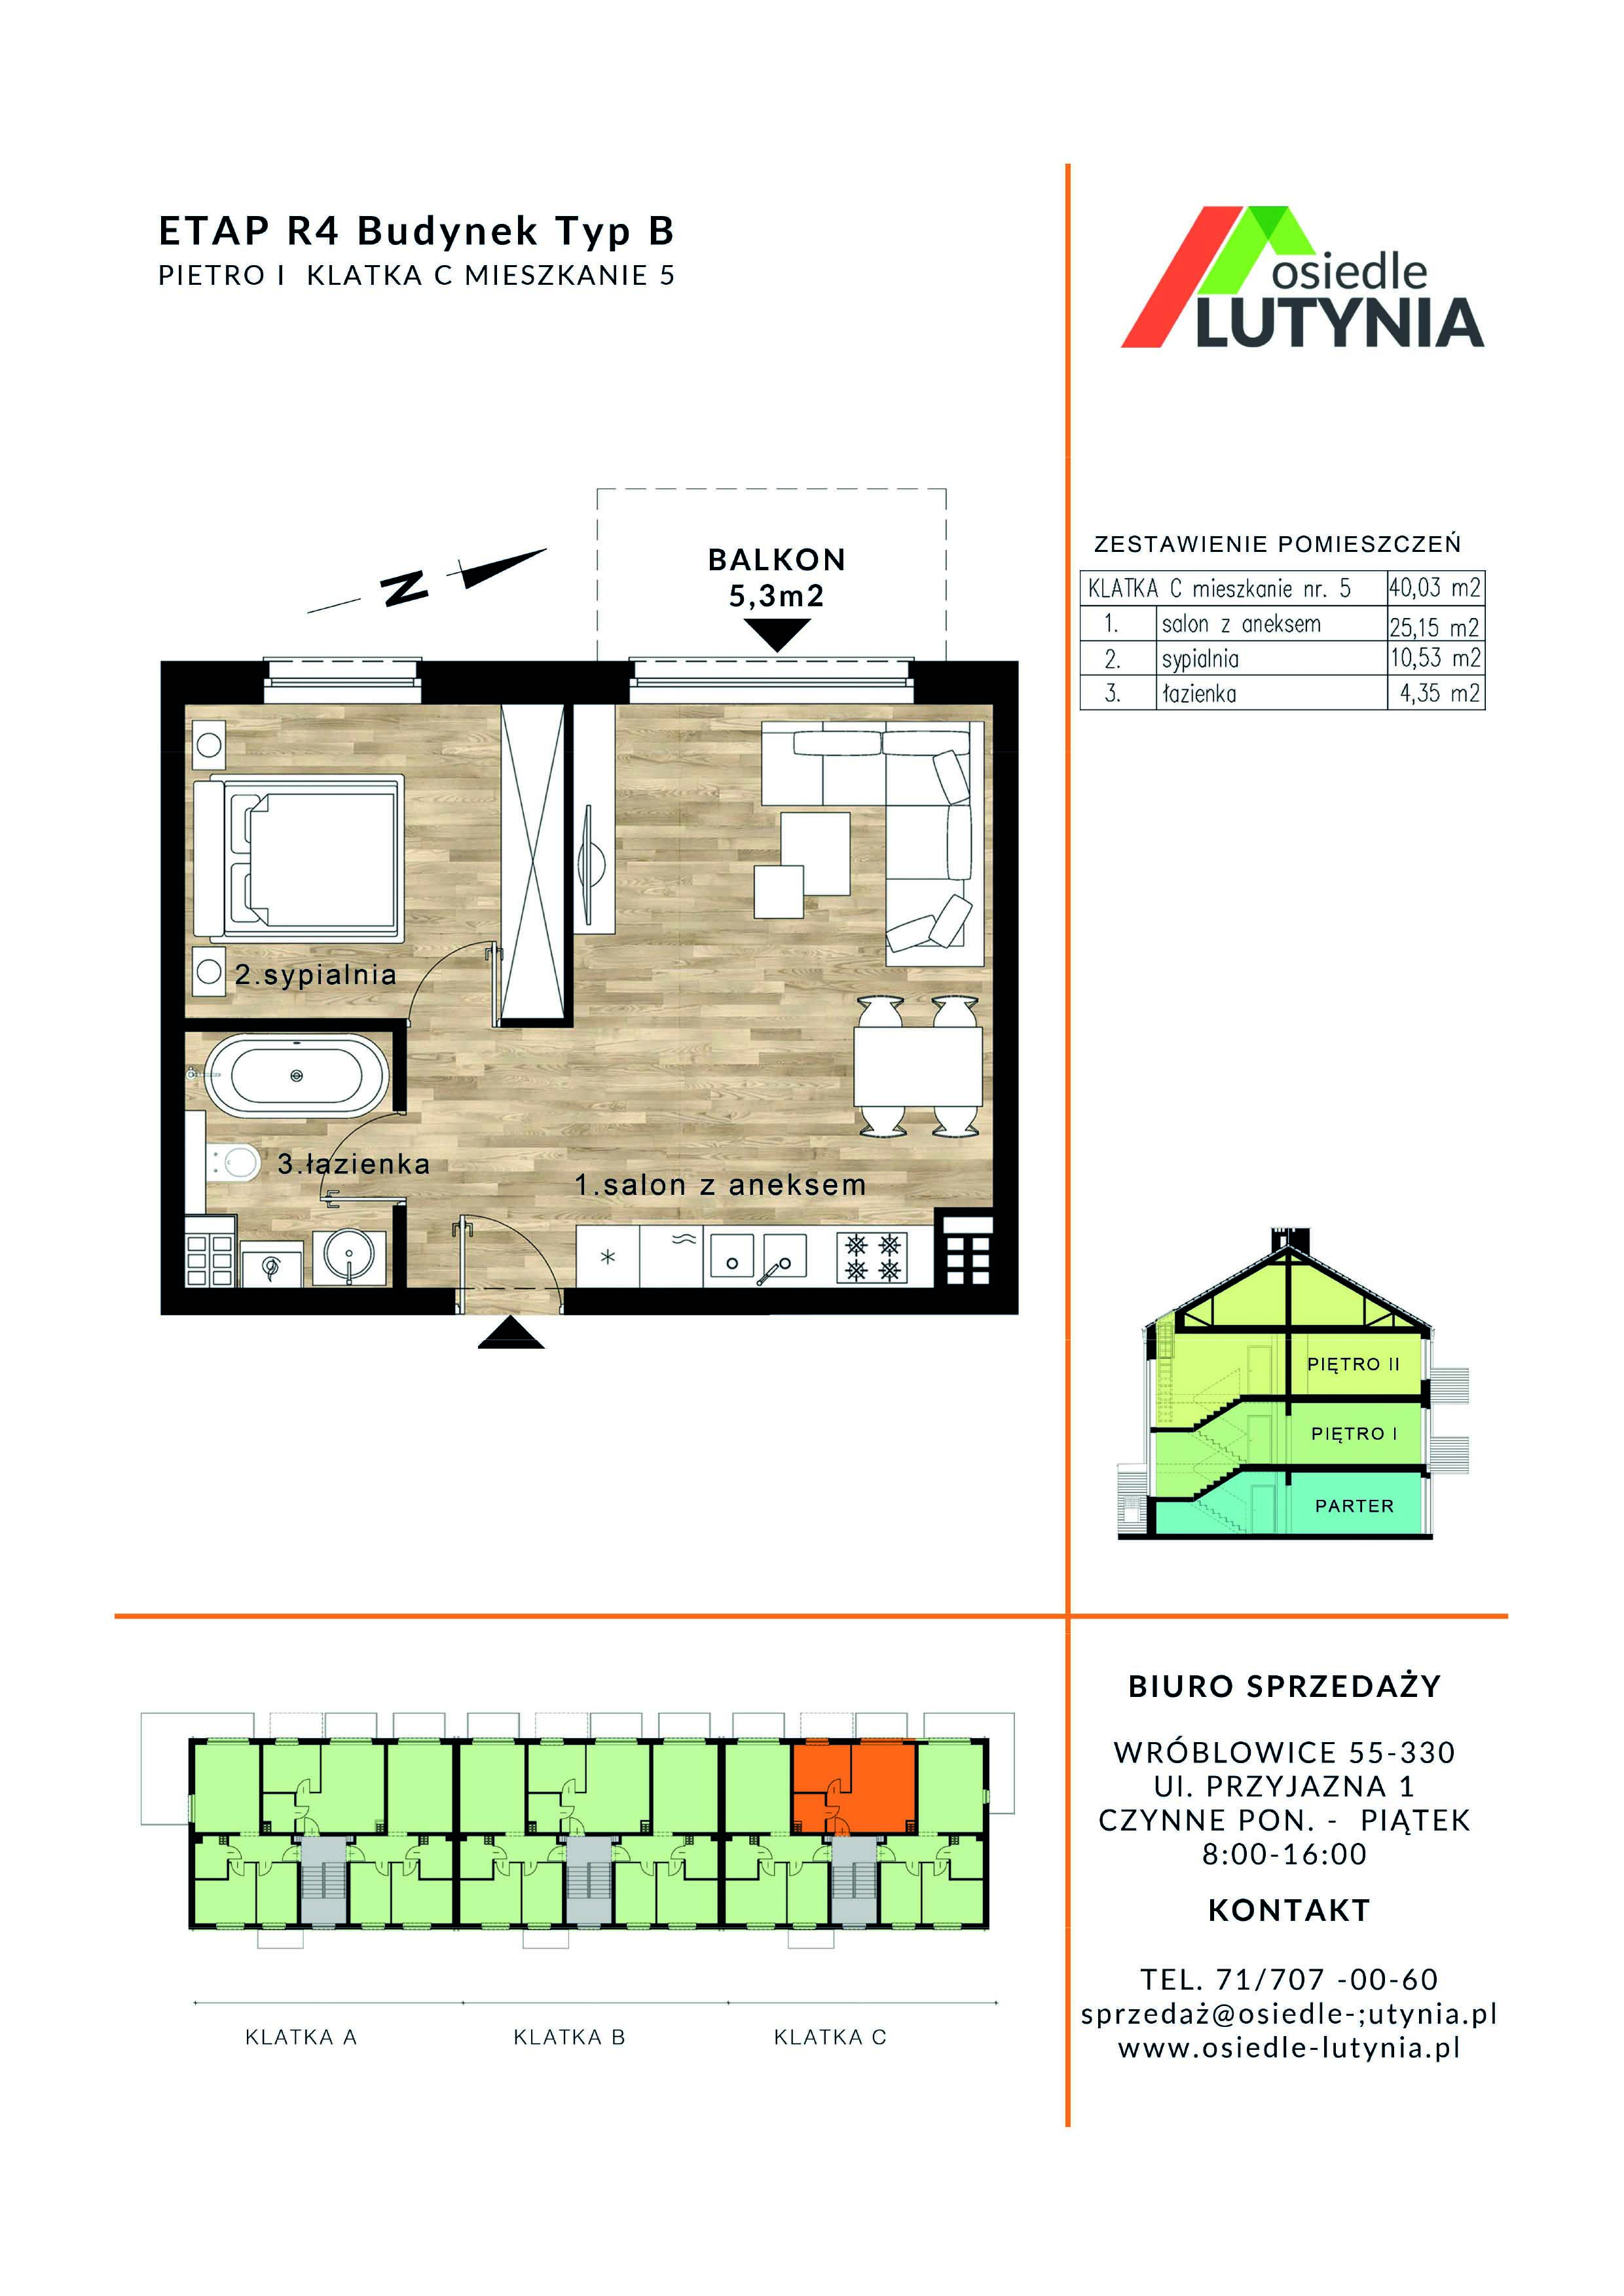 ETAP R4 Budynek Typ B
PIETRO I KLATKA C MIESZKANIE 5
osiedle
LUTYNIA
ZESTAWIENIE POMIESZCZEŃ
KLATKA C mieszkanie nr. 5 40,03 m2
1. salon z aneksem 25,15 m2
2. sypialnia 10,53 m2
3. łazienka 4,35 m2
N
BALKON
5,3m2
2.sypialnia
3.łazienka
1.salon z aneksem
PIĘTRO II
PIĘTRO I
PARTER
KLATKA A
KLATKA B
KLATKA C
BIURO SPRZEDAŻY
WRÓBLOWICE 55-330
Ul. PRZYJAZNA 1
CZYNNE PON. - PIĄTEK
8:00-16:00
KONTAKT
TEL. 71/707 -00-60
sprzedaż@osiedle-;utynia.pl
www.osiedle-lutynia.pl